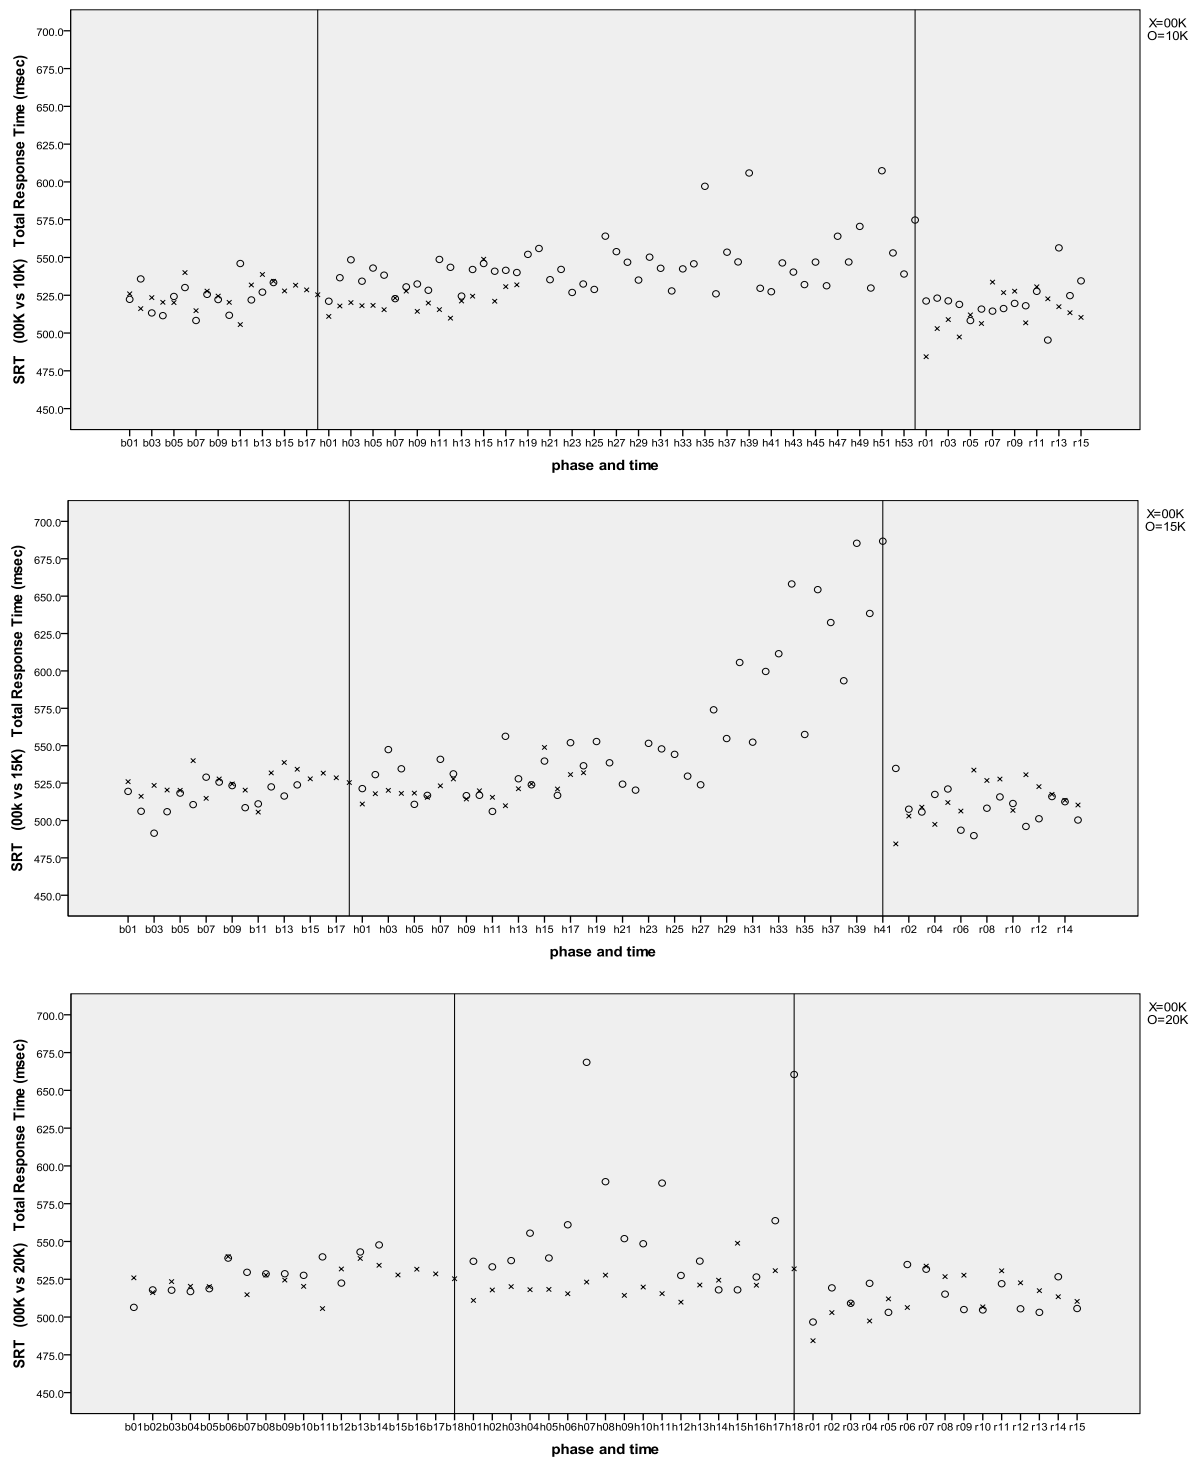 X=00K
O=10K
SRT (00K vs 10K) Total Response Time (msec)
700.0
675.0
650.0
625.0
600.0
575.0
550.0
525.0
500.0
475.0
450.0
b01 b03 b05 b07 b09 b11 b13 b15 b17 h01 h03 h05 h07 h09 h11 h13 h15 h17 h19 h21 h23 h25 h27 h29 h31 h33 h35 h37 h39 h41 h43 h45 h47 h49 h51 h53 r01 r03 r05 r07 r09 r11 r13 r15
phase and time
X=00K
O=15K
SRT (00k vs 15K) Total Response Time (msec)
700.0
675.0
650.0
625.0
600.0
575.0
550.0
525.0
500.0
475.0
450.0
b01 b03 b05 b07 b09 b11 b13 b15 b17 h01 h03 h05 h07 h09 h11 h13 h15 h17 h19 h21 h23 h25 h27 h29 h31 h33 h35 h37 h39 h41 r02 r04 r06 r08 r10 r12 r14
phase and time
X=00K
O=20K
SRT (00K vs 20K) Total Response Time (msec)
700.0
675.0
650.0
625.0
600.0
575.0
550.0
525.0
500.0
475.0
450.0
b01b02b03b04b05b06b07b08b09b10b11b12b13b14b15b16b17b18h01h02h03h04h05h06h07h08h09h10h11h12h13h14h15h16h17h18 r01 r02 r03 r04 r05 r06 r07 r08 r09 r10 r11 r12 r13 r14 r15
phase and time